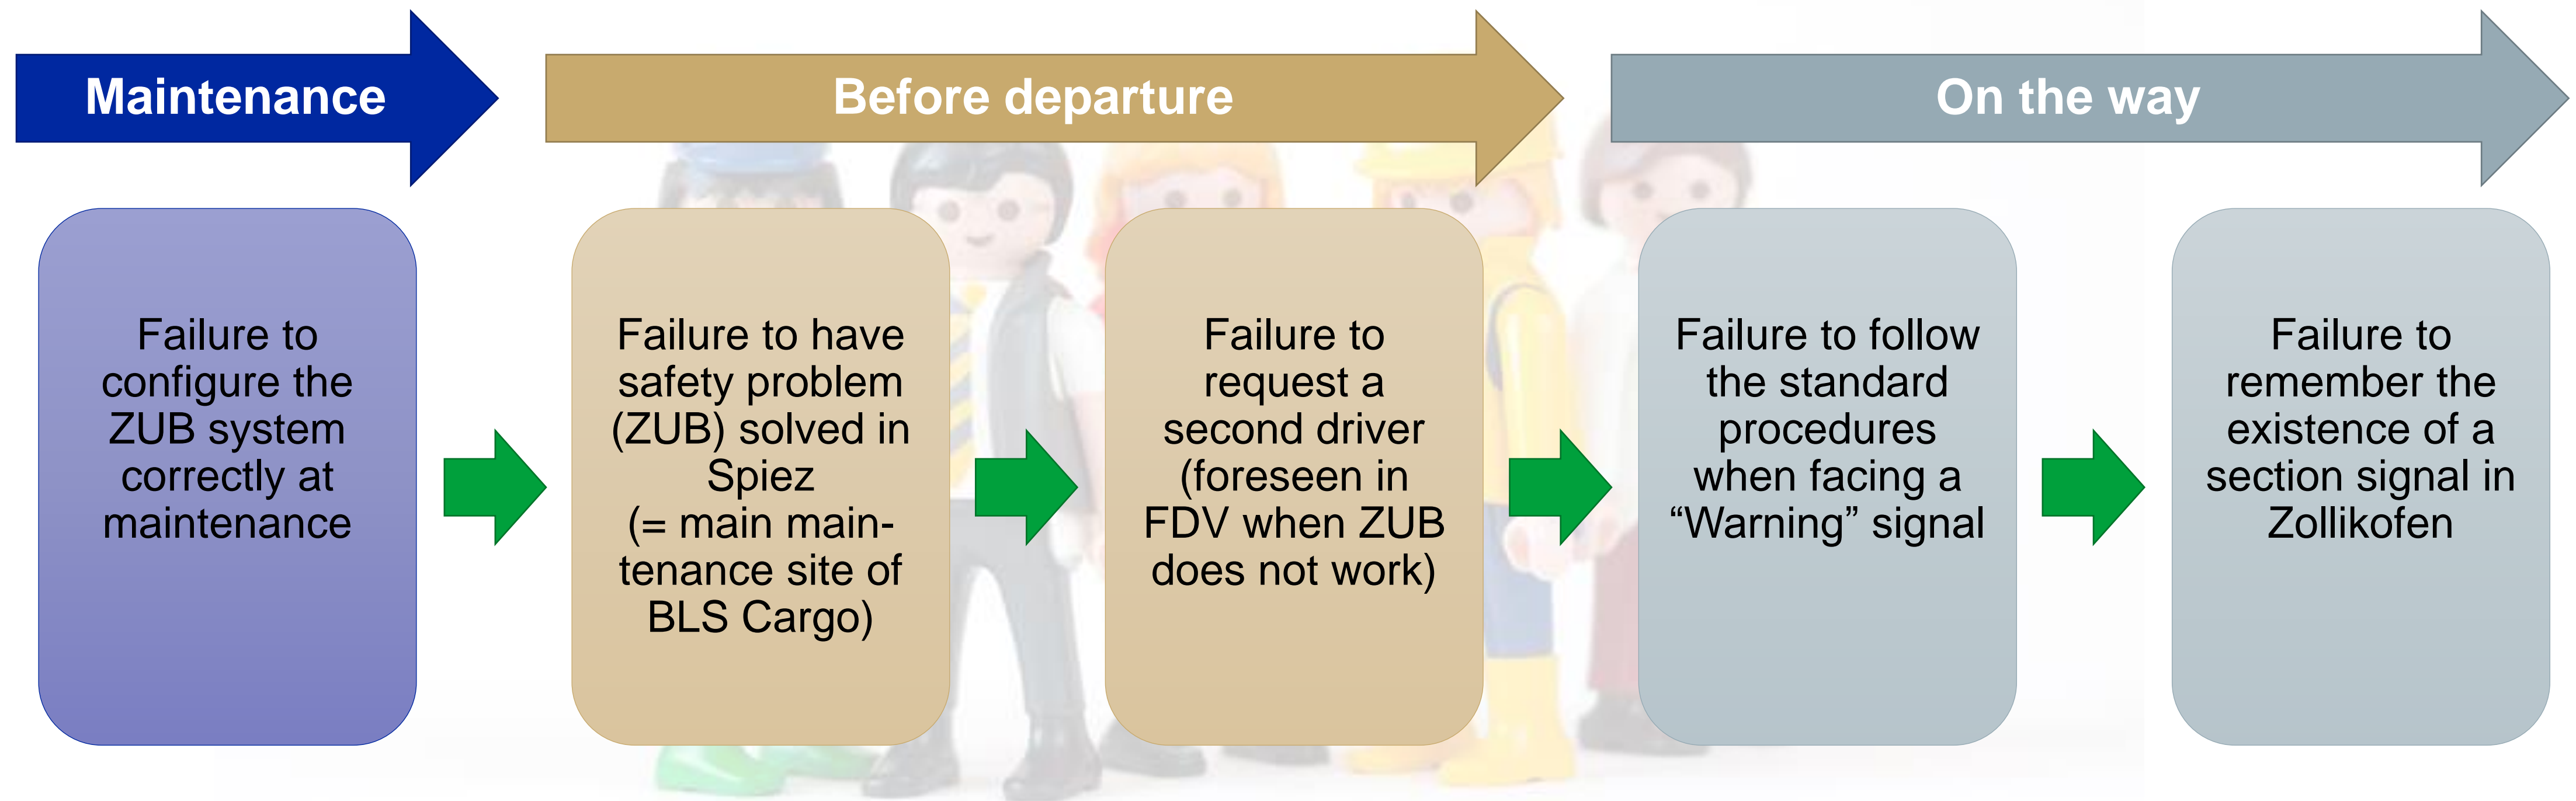 Maintenance
Before departure
On the way
Failure to
configure the
ZUB system
correctly at
maintenance
Failure to have
safety problem
(ZUB) solved in
Spiez
(= main main-
tenance site of
BLS Cargo)
Failure to
request a
second driver
(foreseen in
FDV when ZUB
does not work)
Failure to follow
the standard
procedures
when facing a
“Warning” signal
Failure to
remember the
existence of a
section signal in
Zollikofen